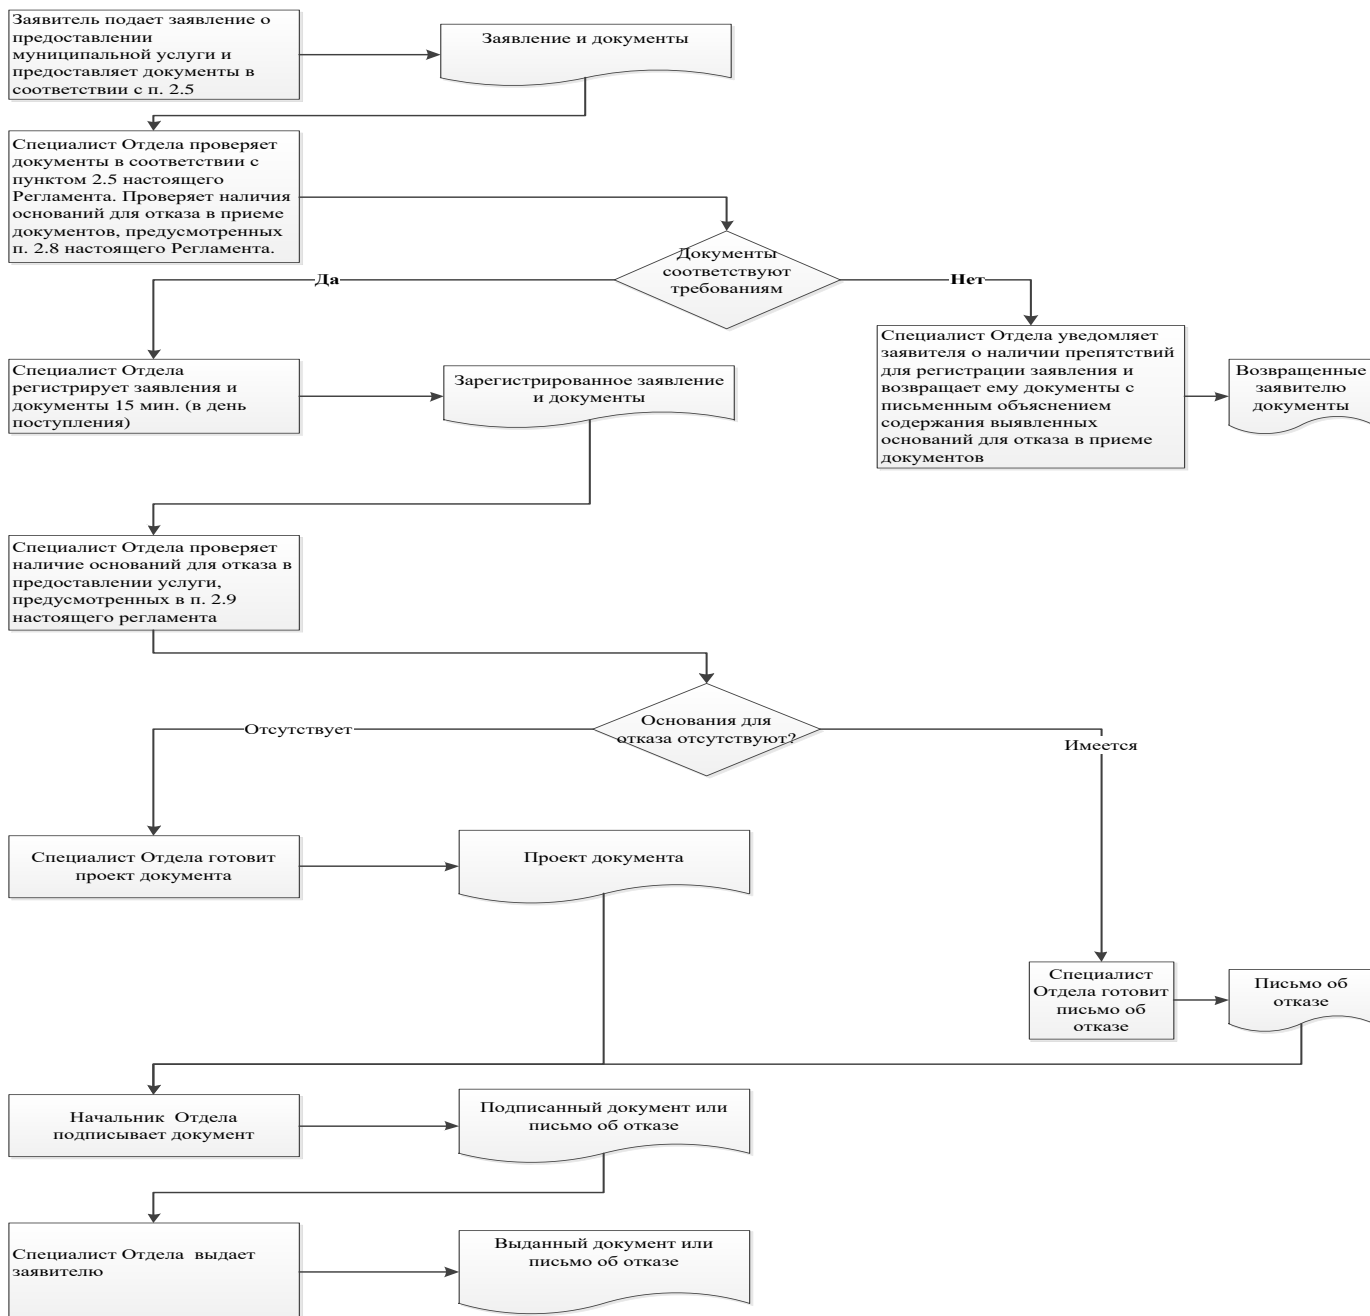 Заявитель подает заявление о
предоставлении
муниципальной услуги и
предоставляет документы в
соответствии с п. 2.5
Заявление и документы
Специалист Отдела проверяет
документы в соответствии с
пунктом 2.5 настоящего
Регламента. Проверяет наличия
оснований для отказа в приеме
документов, предусмотренных
п. 2.8 настоящего Регламента.
Документы
соответствуют
требованиям
Да
Нет
Специалист Отдела
регистрирует заявления и
документы 15 мин. (в день
поступления)
Зарегистрированное заявление
и документы
Специалист Отдела уведомляет
заявителя о наличии препятствий
для регистрации заявления и
возвращает ему документы с
письменным объяснением
содержания выявленных
оснований для отказа в приеме
документов
Возвращенные
заявителю
документы
Специалист Отдела проверяет
наличие оснований для отказа в
предоставлении услуги,
предусмотренных в п. 2.9
настоящего регламента
Основания для
отказа отсутствуют?
Отсутствует
Имеется
Специалист Отдела готовит
проект документа
Проект документа
Специалист
Отдела готовит
письмо об
отказе
Письмо об
отказе
Начальник  Отдела
подписывает документ
Подписанный документ или
письмо об отказе
Специалист Отдела  выдает
заявителю
Выданный документ или
письмо об отказе